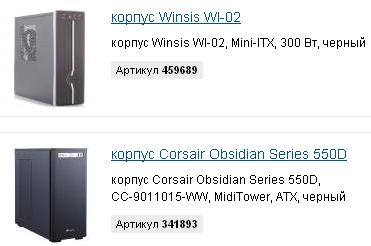 корпус Winsis WI-02
корпус Winsis WI-02, Mini-ITX, 300 Вт, черный
Артикул 459689
корпус Corsair Obsidian Series 550D
корпус Corsair Obsidian Series 550D,
CC-9011015-WW, MidiTower, ATX, черный
Артикул 341893